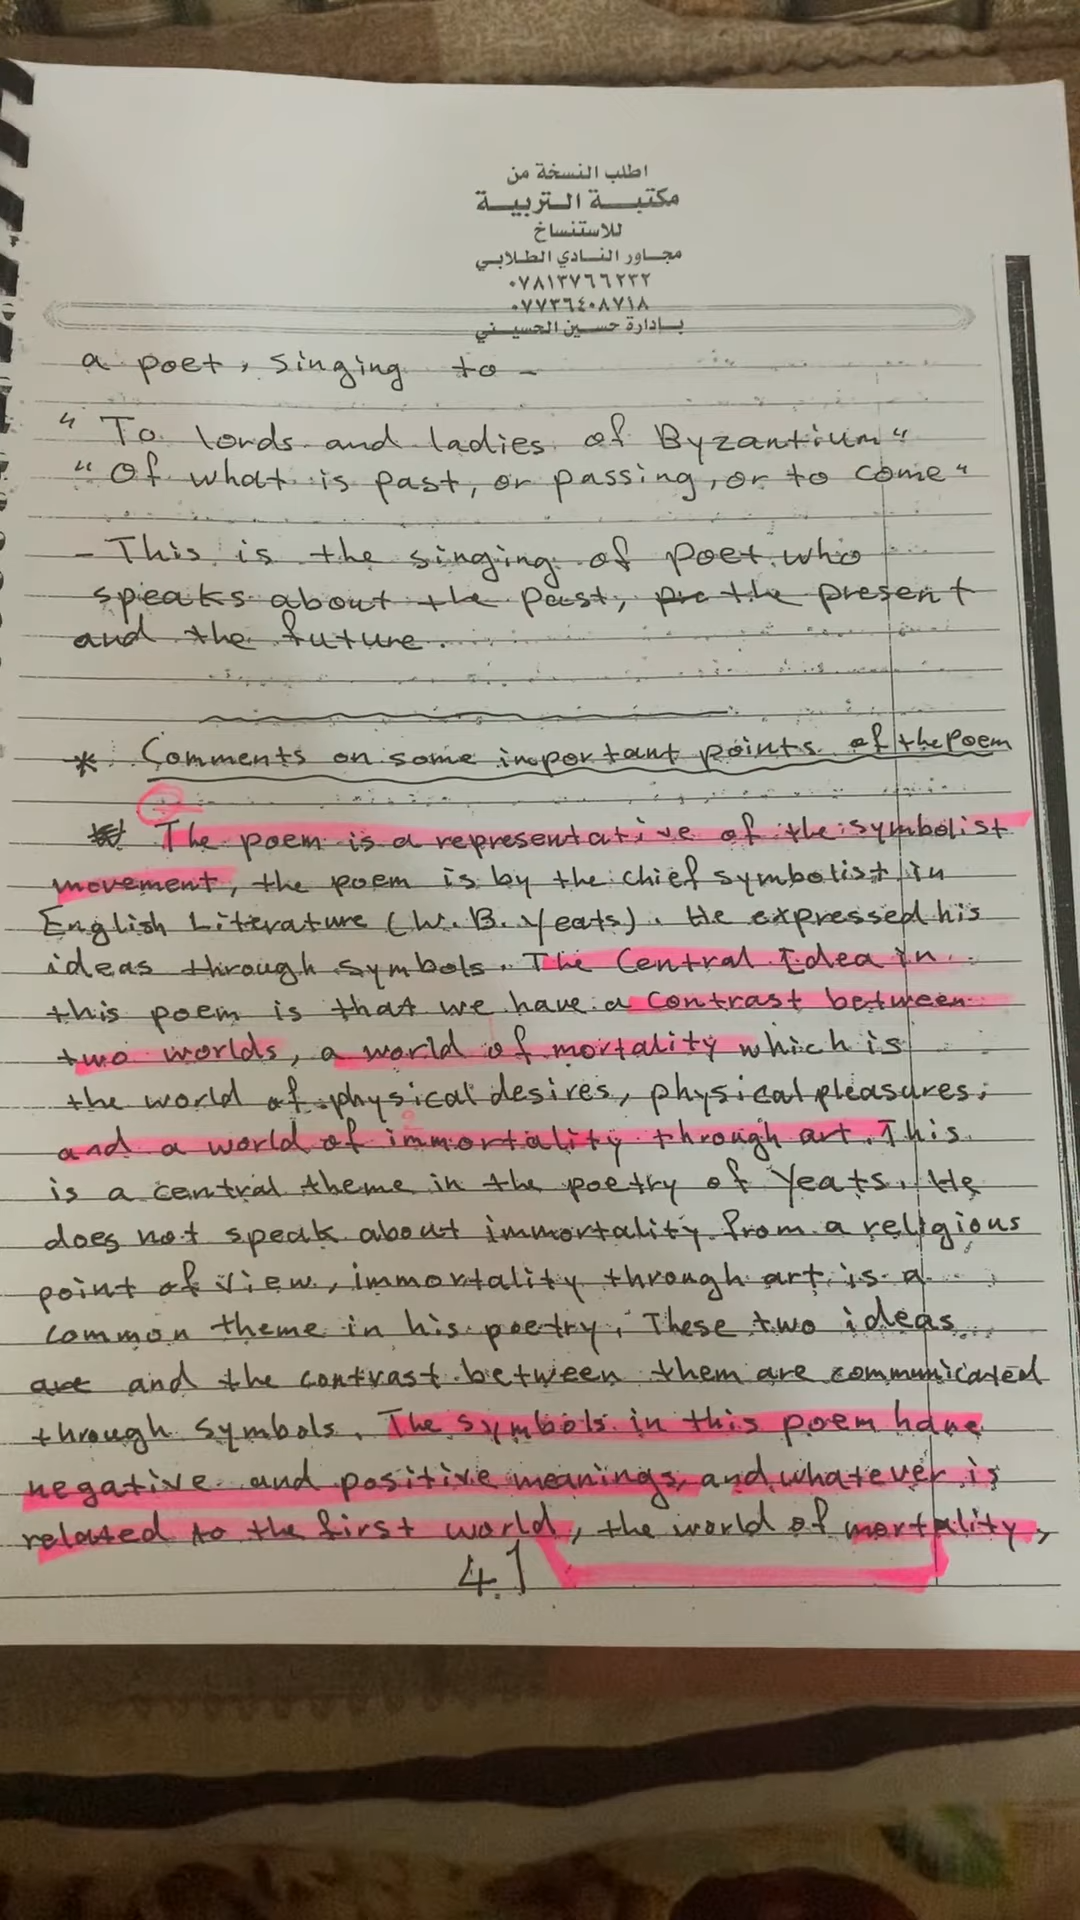 اطلب النسخة من
مكتبة التربية
للاستنساخ
مجاور النادي الطلابي
٠٧٨١٣٧٦٦٢٣٢
٠٧٧٣٦٤٠٨٧١٨
بإدارة حسين الحسيني
a poet, singing to -
" To lords and ladies of Byzantium "
" Of what is past, or passing, or to come "
- This is the singing of poet who
speaks about the past, pre the present
and the future.
* Comments on some important points of the Poem
The poem is a representative of the symbolist
movement, the poem is by the chief symbolist in
English Literature (W. B. Yeats). He expressed his
ideas through symbols. The Central Idea in
this poem is that we have a contrast between
two worlds, a world of mortality which is
the world of physical desires, physical pleasures;
and a world of immortality through art. This
is a central theme in the poetry of Yeats. He
does not speak about immortality from a religious
point of view, immortality through art is a
common theme in his poetry. These two ideas
are and the contrast between them are communicated
through symbols. The symbols in this poem have
negative and positive meanings, and whatever is
related to the first world, the world of mortality,
41